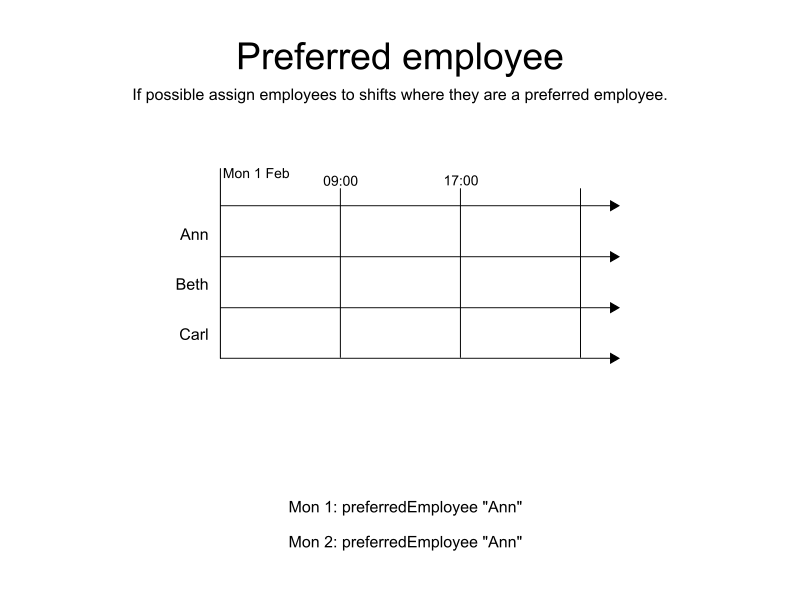 Preferred employee
If possible assign employees to shifts where they are a preferred employee.
Mon 1 Feb
09:00
17:00
Ann
Beth
Carl
Mon 1: preferredEmployee "Ann"
Mon 2: preferredEmployee "Ann"